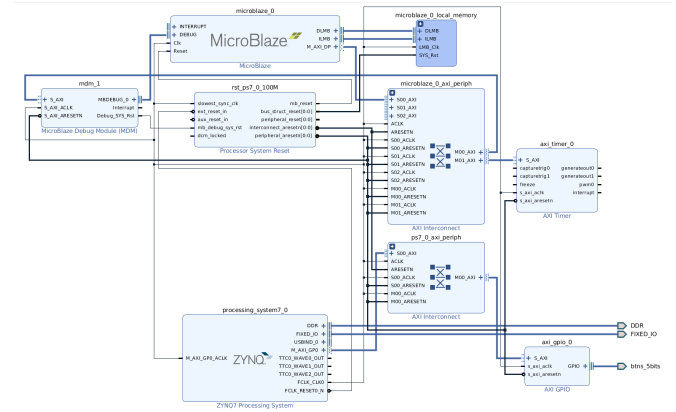 microblaze_0
INTERRUPT
DEBUG
Clk
Reset
MicroBlaze
DLMB
ILMB
M_AXI_DP
MicroBlaze
microblaze_0_local_memory
DLMB
ILMB
LMB_Clk
SYS_Rst
mdm_1
S_AXI
S_AXI_ACLK
S_AXI_ARESETN
MBDEBUG_0
Interrupt
Debug_SYS_Rst
MicroBlaze Debug Module (MDM)
rst_ps7_0_100M
slowest_sync_clk
ext_reset_in
aux_reset_in
mb_debug_sys_rst
dcm_locked
mb_reset
bus_struct_reset[0:0]
peripheral_reset[0:0]
interconnect_aresetn[0:0]
peripheral_aresetn[0:0]
Processor System Reset
microblaze_0_axi_periph
S00_AXI
S01_AXI
S02_AXI
ACLK
ARESETN
S00_ACLK
S00_ARESETN
S01_ACLK
S01_ARESETN
S02_ACLK
S02_ARESETN
M00_ACLK
M00_ARESETN
M01_ACLK
M01_ARESETN
M00_AXI
M01_AXI
AXI Interconnect
axi_timer_0
S_AXI
capturetrig0
capturetrig1
freeze
s_axi_aclk
s_axi_aresetn
generateout0
generateout1
pwm0
interrupt
AXI Timer
ps7_0_axi_periph
S00_AXI
ACLK
ARESETN
S00_ACLK
S00_ARESETN
M00_ACLK
M00_ARESETN
M00_AXI
AXI Interconnect
processing_system7_0
M_AXI_GP0_ACLK
ZYNQ
DDR
FIXED_IO
USBIND_0
M_AXI_GP0
TTC0_WAVE0_OUT
TTC0_WAVE1_OUT
TTC0_WAVE2_OUT
FCLK_CLK0
FCLK_RESET0_N
ZYNQ7 Processing System
DDR
FIXED_IO
axi_gpio_0
S_AXI
s_axi_aclk
s_axi_aresetn
GPIO
AXI GPIO
btns_5bits